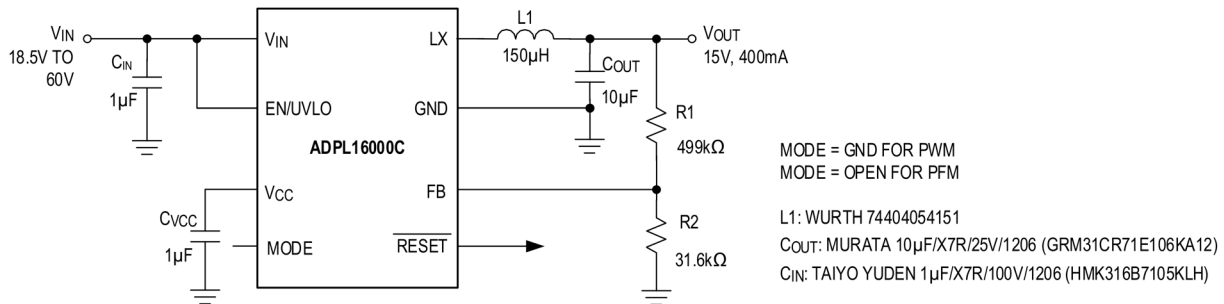 VIN
18.5V TO
60V
CIN
1µF
VIN
EN/UVLO
ADPL16000C
VCC
MODE
LX
GND
FB
RESET
CVCC
1µF
L1
150µH
COUT
10µF
VOUT
15V, 400mA
R1
499kΩ
R2
31.6kΩ
MODE = GND FOR PWM
MODE = OPEN FOR PFM
L1: WURTH 74404054151
COUT: MURATA 10µF/X7R/25V/1206 (GRM31CR71E106KA12)
CIN: TAIYO YUDEN 1µF/X7R/100V/1206 (HMK316B7105KLH)